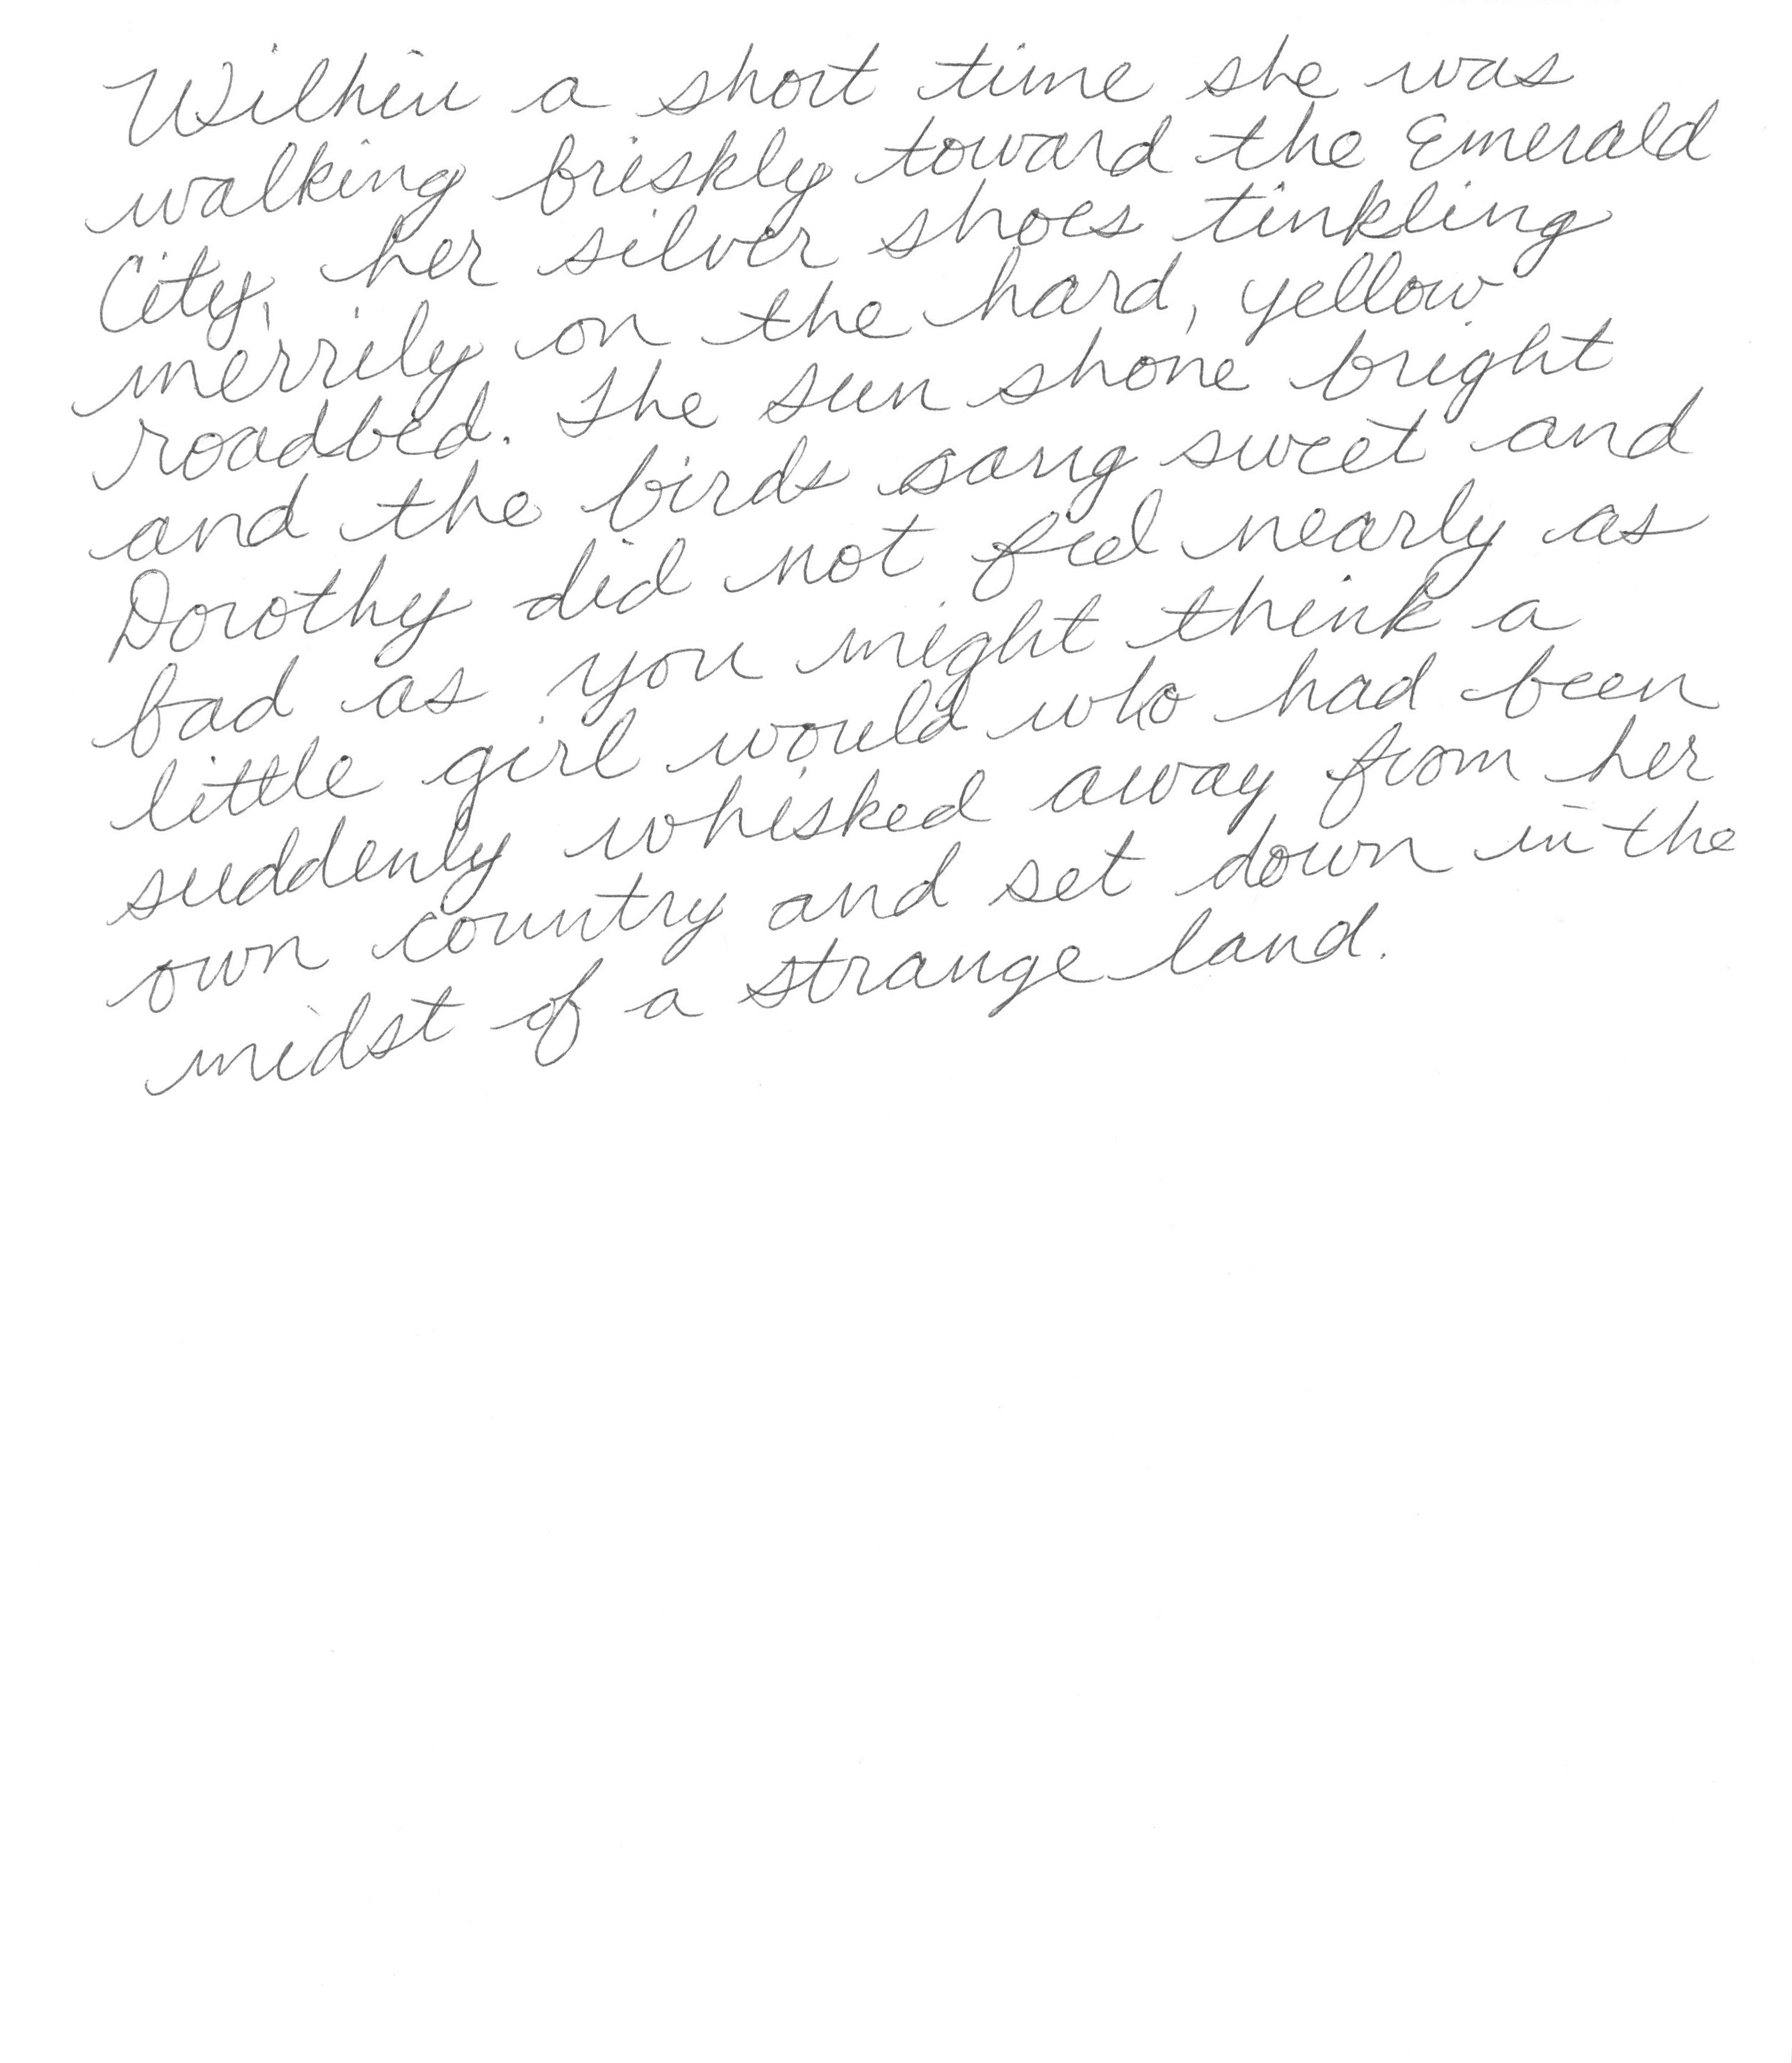 Within a short time she was
walking briskly toward the Emerald
City, her silver shoes tinkling
merrily on the hard, yellow
roadbed. The sun shone bright
and the birds sang sweet and
Dorothy did not feel nearly as
bad as you might think a
little girl would who had been
suddenly whisked away from her
own country and set down in the
midst of a strange land.